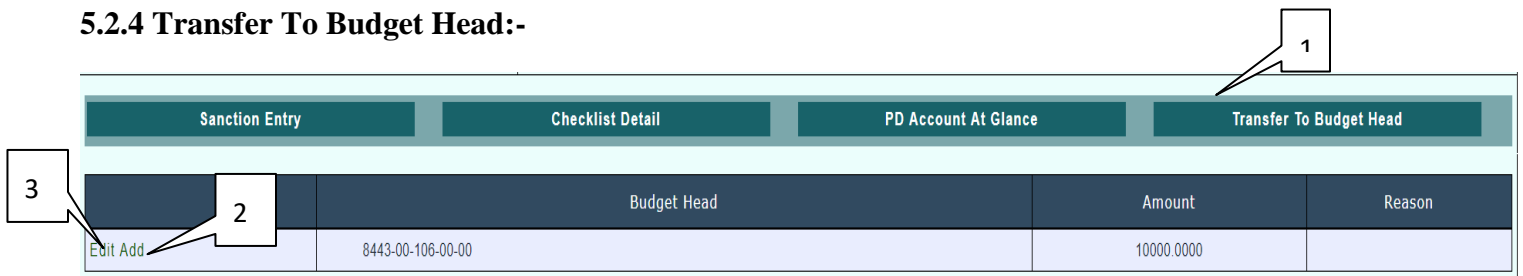 5.2.4 Transfer To Budget Head:-
1
Sanction Entry Checklist Detail PD Account At Glance Transfer To Budget Head
3
2
Budget Head Amount Reason
Edit Add 8443-00-106-00-00 10000.0000